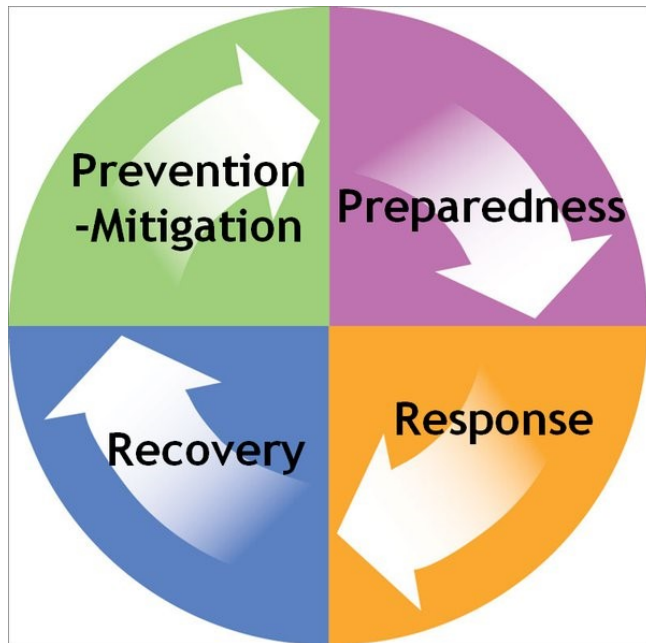 Prevention
-Mitigation
Preparedness
Response
Recovery